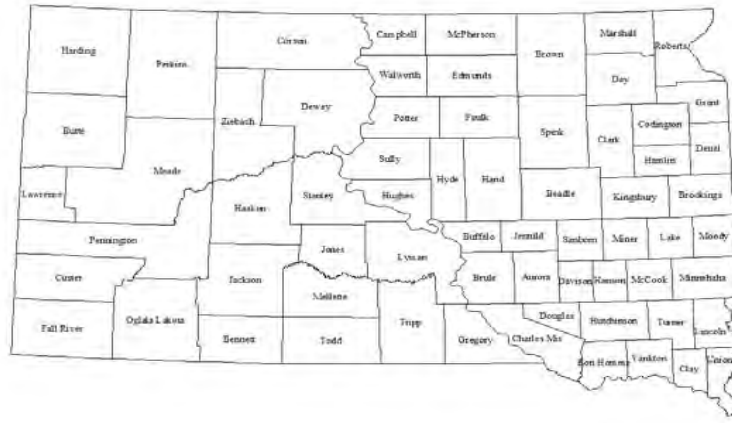 Harding
Perkins
Corson
Campbell
McPherson
Brown
Marshall
Roberts
Walworth
Edmunds
Day
Dewey
Ziebach
Potter
Faulk
Spink
Clark
Codington
Grant
Butte
Meade
Sully
Hyde
Hand
Hamlin
Deuel
Lawrence
Haakon
Stanley
Hughes
Beadle
Kingsbury
Brookings
Pennington
Jones
Lyman
Buffalo
Jerauld
Sanborn
Miner
Lake
Moody
Custer
Jackson
Brule
Aurora
Davison
Hanson
McCook
Minnehaha
Mellette
Fall River
Oglala Lakota
Bennett
Todd
Tripp
Gregory
Charles Mix
Douglas
Hutchinson
Turner
Lincoln
Bon Homme
Yankton
Clay
Union